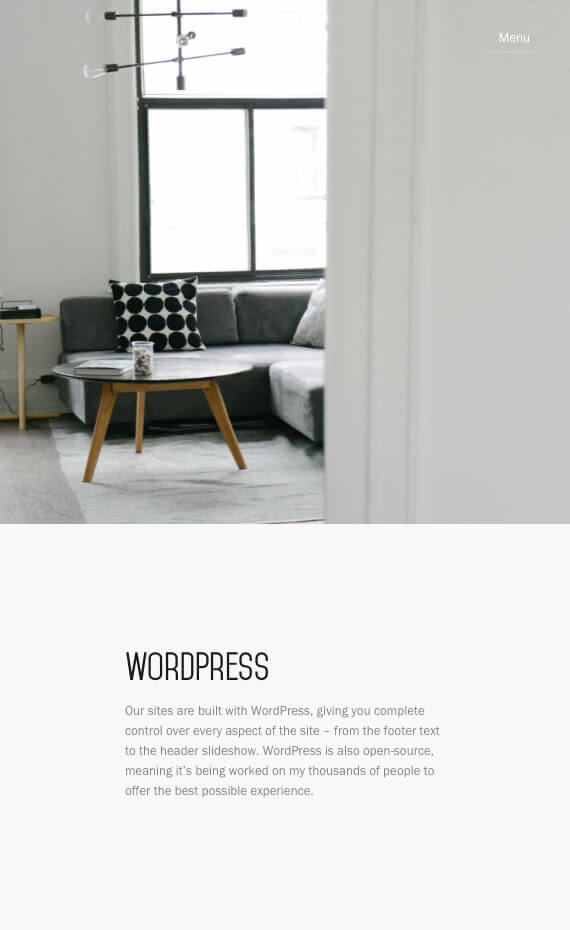 Menu
WORDPRESS
Our sites are built with WordPress, giving you complete
control over every aspect of the site – from the footer text
to the header slideshow. WordPress is also open-source,
meaning it's being worked on my thousands of people to
offer the best possible experience.